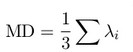 MD = \frac{1}{3} \sum \lambda_i